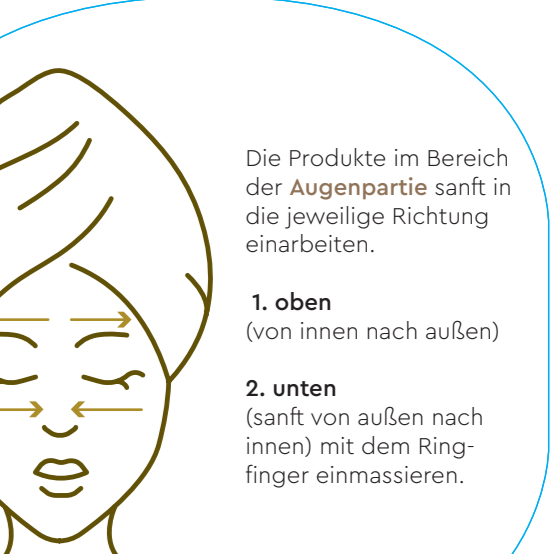 Die Produkte im Bereich
der Augenpartie sanft in
die jeweilige Richtung
einarbeiten.
1. oben
(von innen nach außen)
2. unten
(sanft von außen nach
innen) mit dem Ring-
finger einmassieren.